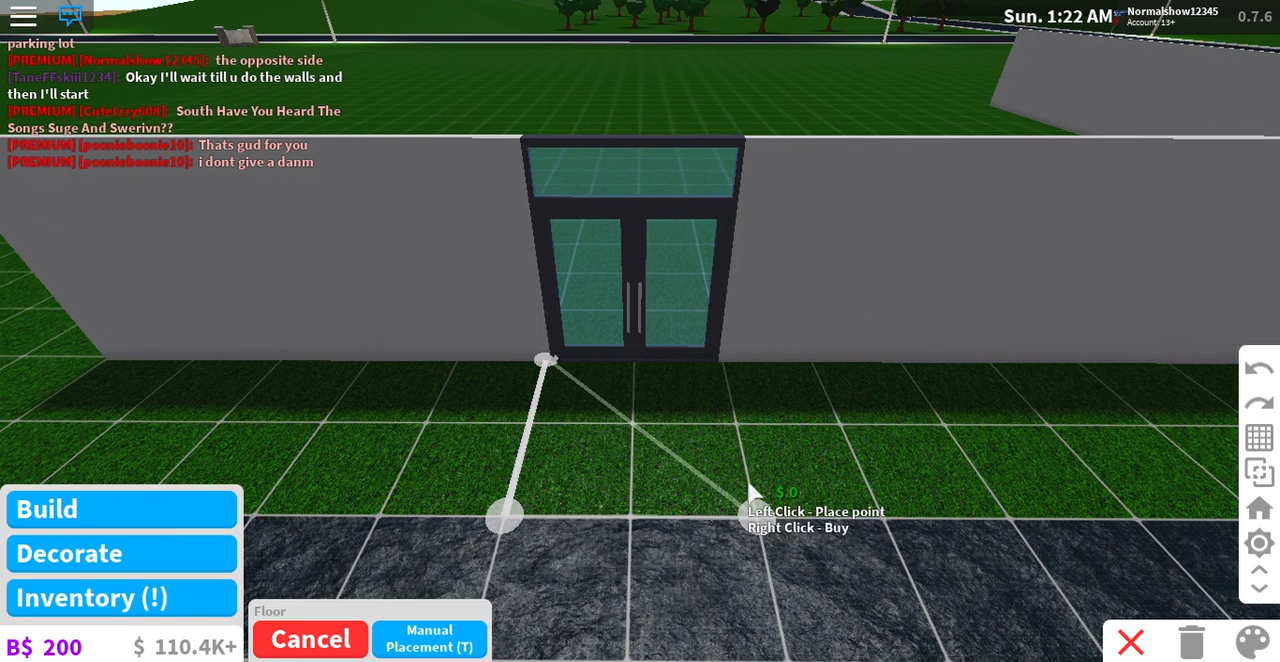 Sun. 1:22 AM
Normalshow12345
Account: 13+
0.7.6
parking lot
[PREMIUM] [Normalshow12345]: the opposite side
[TaneFFskiii1234]: Okay I'll wait till u do the walls and
then I'll start
[PREMIUM] [Cufelzzy608]: South Have You Heard The
Songs Suge And Swerivn??
[PREMIUM] [poonieboonie10]: Thats gud for you
[PREMIUM] [poonieboonie10]: i dont give a danm
$.0
Left Click - Place point
Right Click - Buy
Build
Decorate
Inventory (!)
B$ 200
$ 110.4K+
Floor
Cancel
Manual
Placement (T)